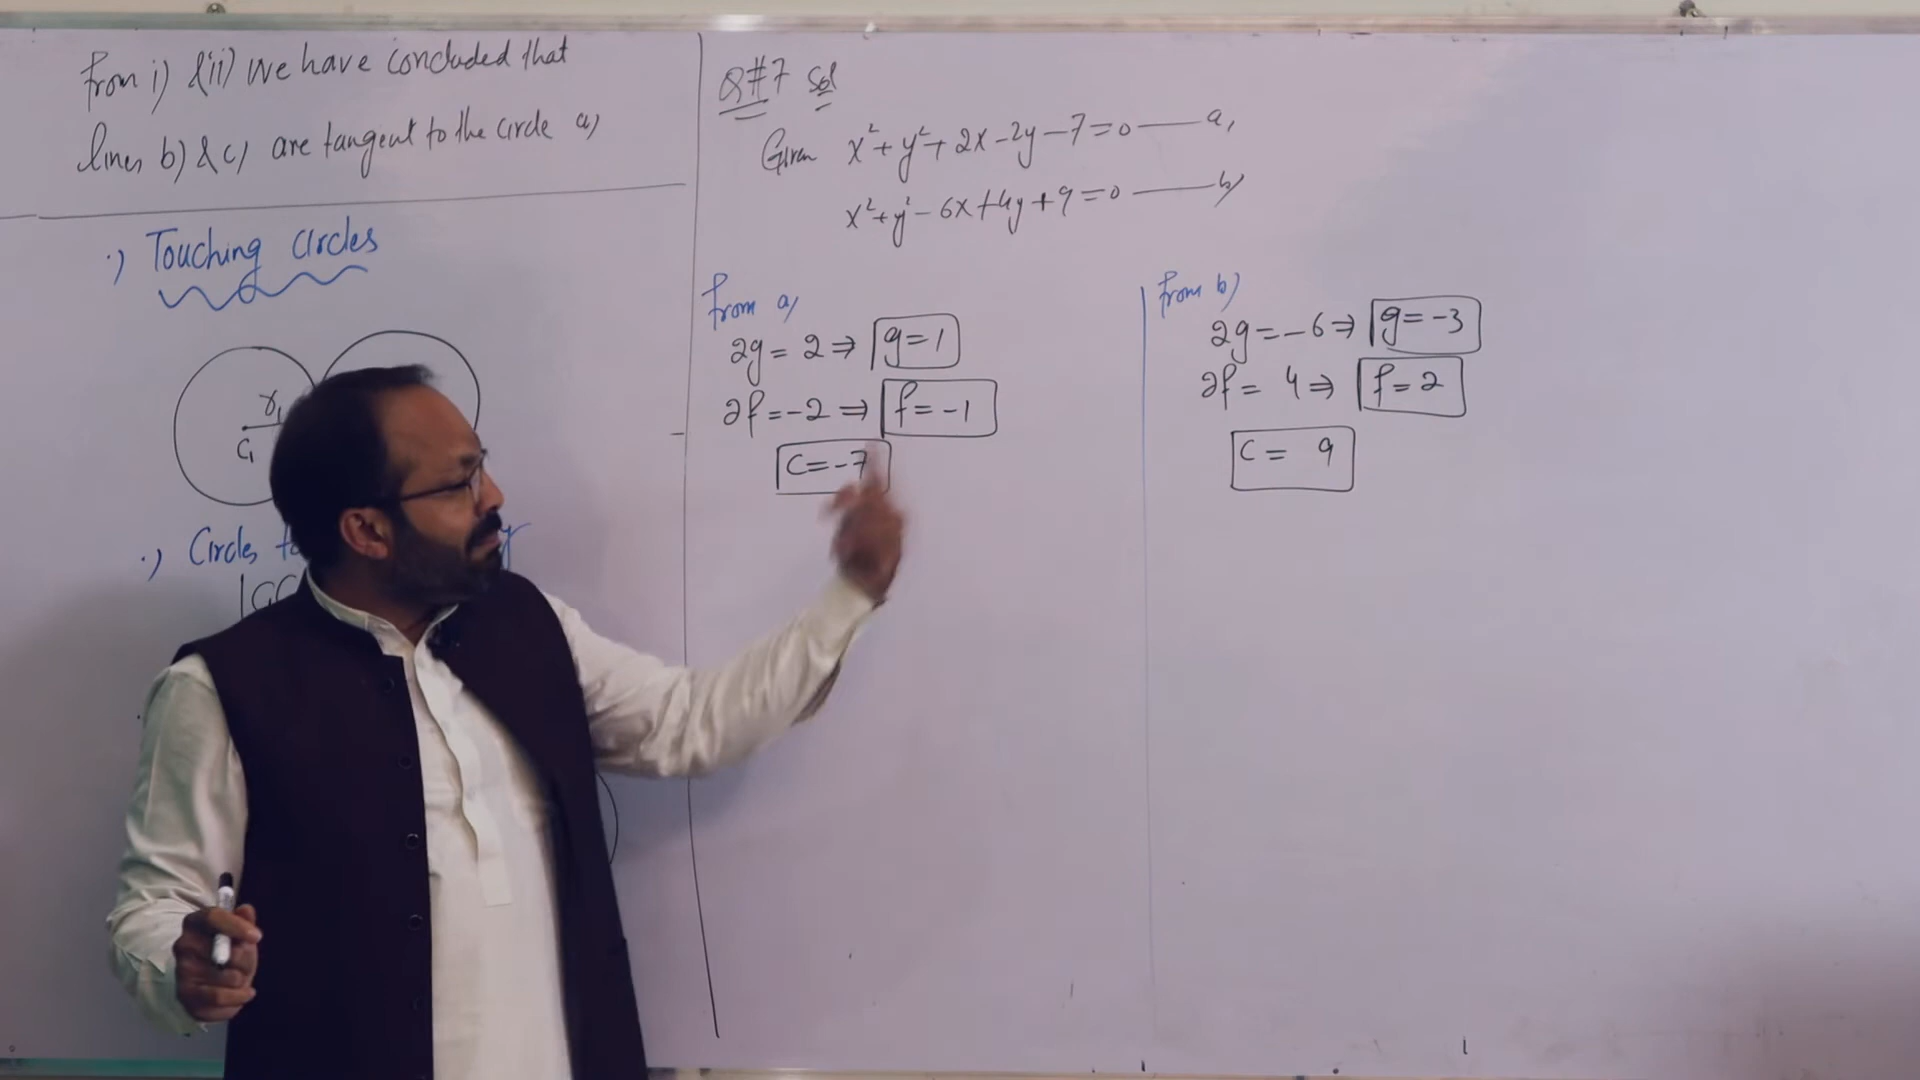 from i) & ii) we have concluded that
lines b) & c) are tangent to the circle a)
.) Touching circles
r₁
C₁
.) Circles
Q#7 Sol
Given x²+y²+2x-2y-7=0 — a)
x²+y²-6x+4y+9=0 — b)
from a)
2g = 2 ⇒ g=1
2f = -2 ⇒ f=-1
C=-7
from b)
2g = -6 ⇒ g=-3
2f = 4 ⇒ f=2
C = 9